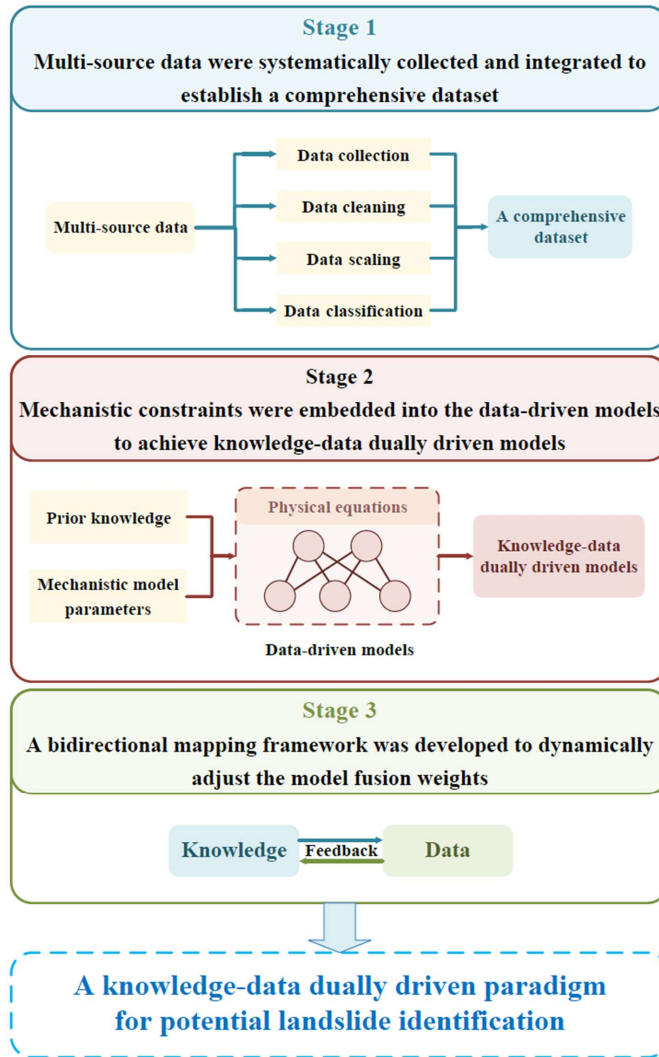 Stage 1
Multi-source data were systematically collected and integrated to
establish a comprehensive dataset
Multi-source data
Data collection
Data cleaning
Data scaling
Data classification
A comprehensive
dataset
Stage 2
Mechanistic constraints were embedded into the data-driven models
to achieve knowledge-data dually driven models
Prior knowledge
Mechanistic model
parameters
Physical equations
Data-driven models
Knowledge-data
dually driven models
Stage 3
A bidirectional mapping framework was developed to dynamically
adjust the model fusion weights
Knowledge
Feedback
Data
A knowledge-data dually driven paradigm
for potential landslide identification